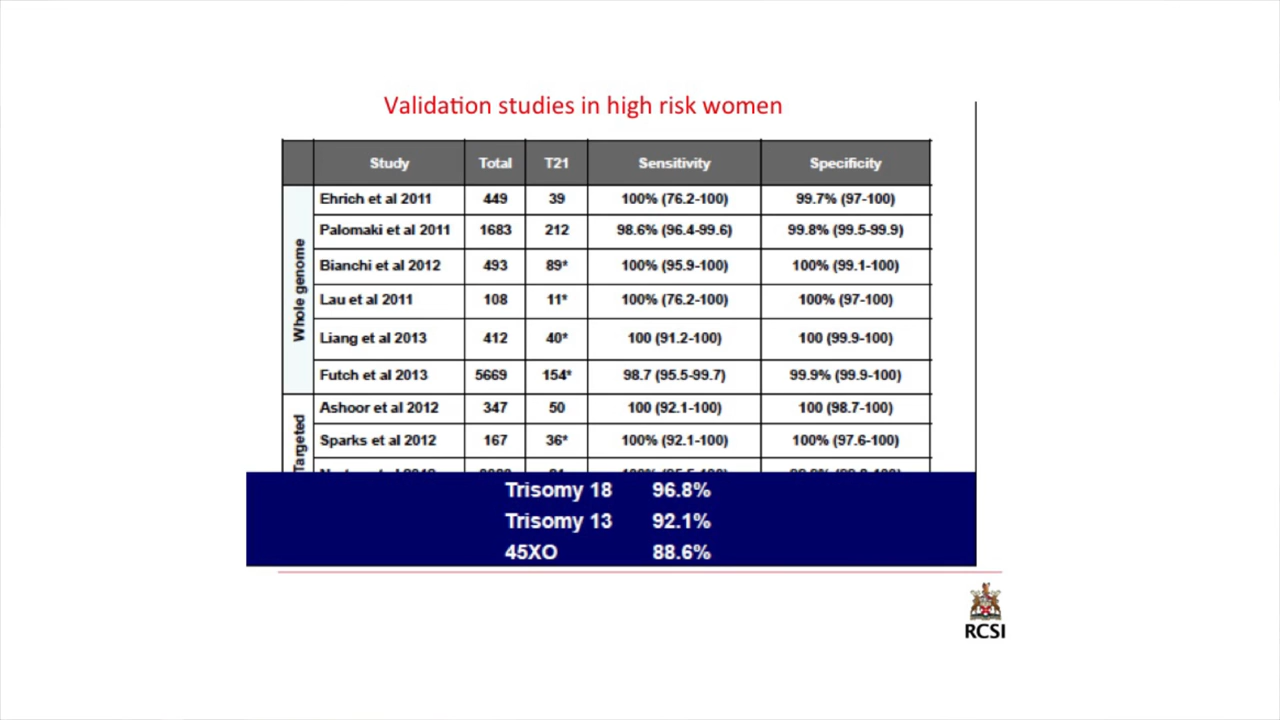 Validation studies in high risk women
Study Total T21 Sensitivity Specificity
Whole genome
Ehrich et al 2011 449 39 100% (76.2-100) 99.7% (97-100)
Palomaki et al 2011 1683 212 98.6% (96.4-99.6) 99.8% (99.5-99.9)
Bianchi et al 2012 493 89* 100% (95.9-100) 100% (99.1-100)
Lau et al 2011 108 11* 100% (76.2-100) 100% (97-100)
Liang et al 2013 412 40* 100 (91.2-100) 100 (99.9-100)
Futch et al 2013 5669 154* 98.7 (95.5-99.7) 99.9% (99.9-100)
Targeted
Ashoor et al 2012 347 50 100 (92.1-100) 100 (98.7-100)
Sparks et al 2012 167 36* 100% (92.1-100) 100% (97.6-100)
Trisomy 18 96.8%
Trisomy 13 92.1%
45XO 88.6%
RCSI